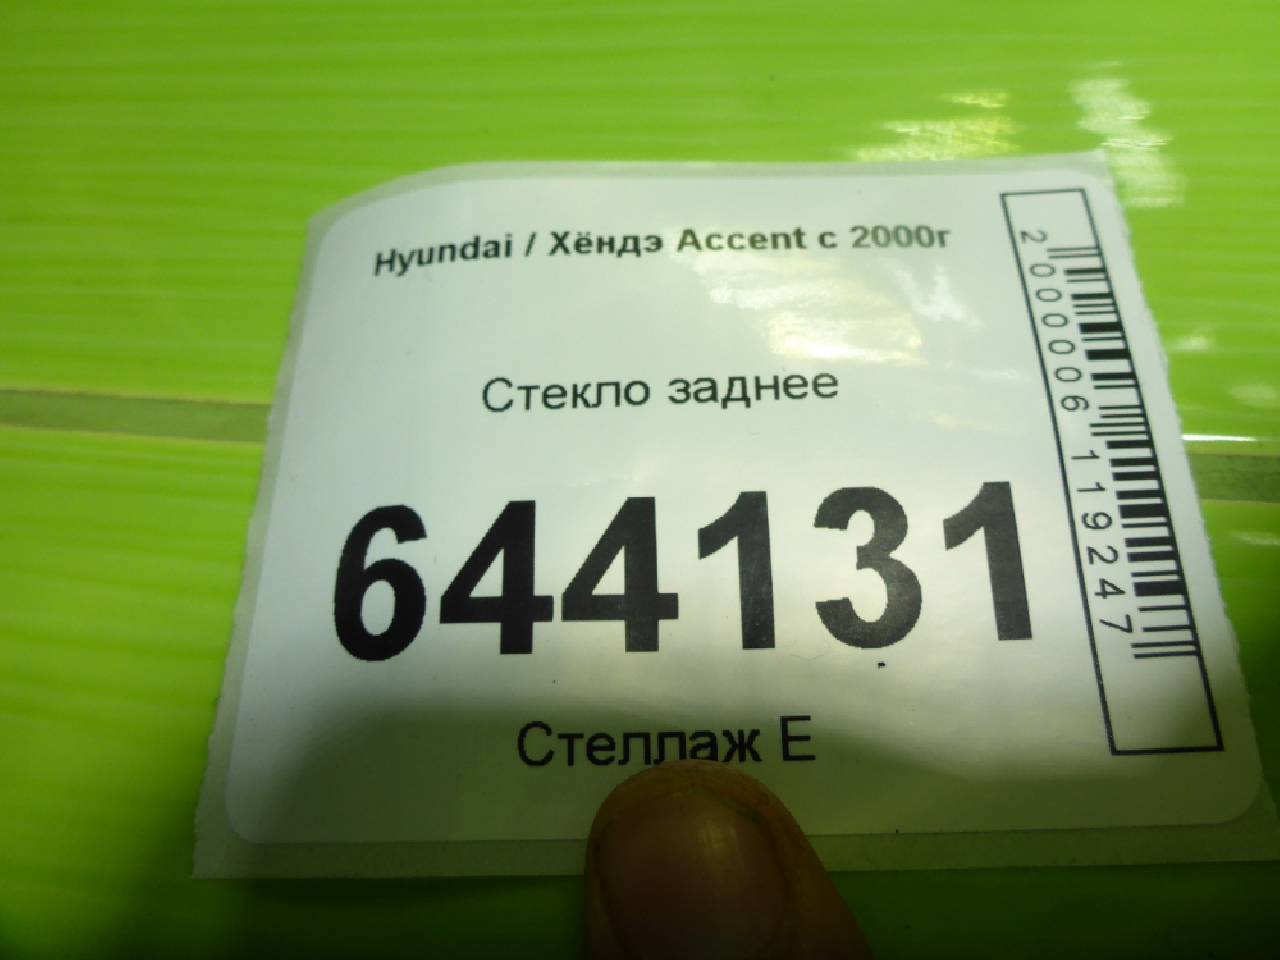 Hyundai / Хёндэ Accent с 2000г
Стекло заднее
644131
Стеллаж Е
2000006119247